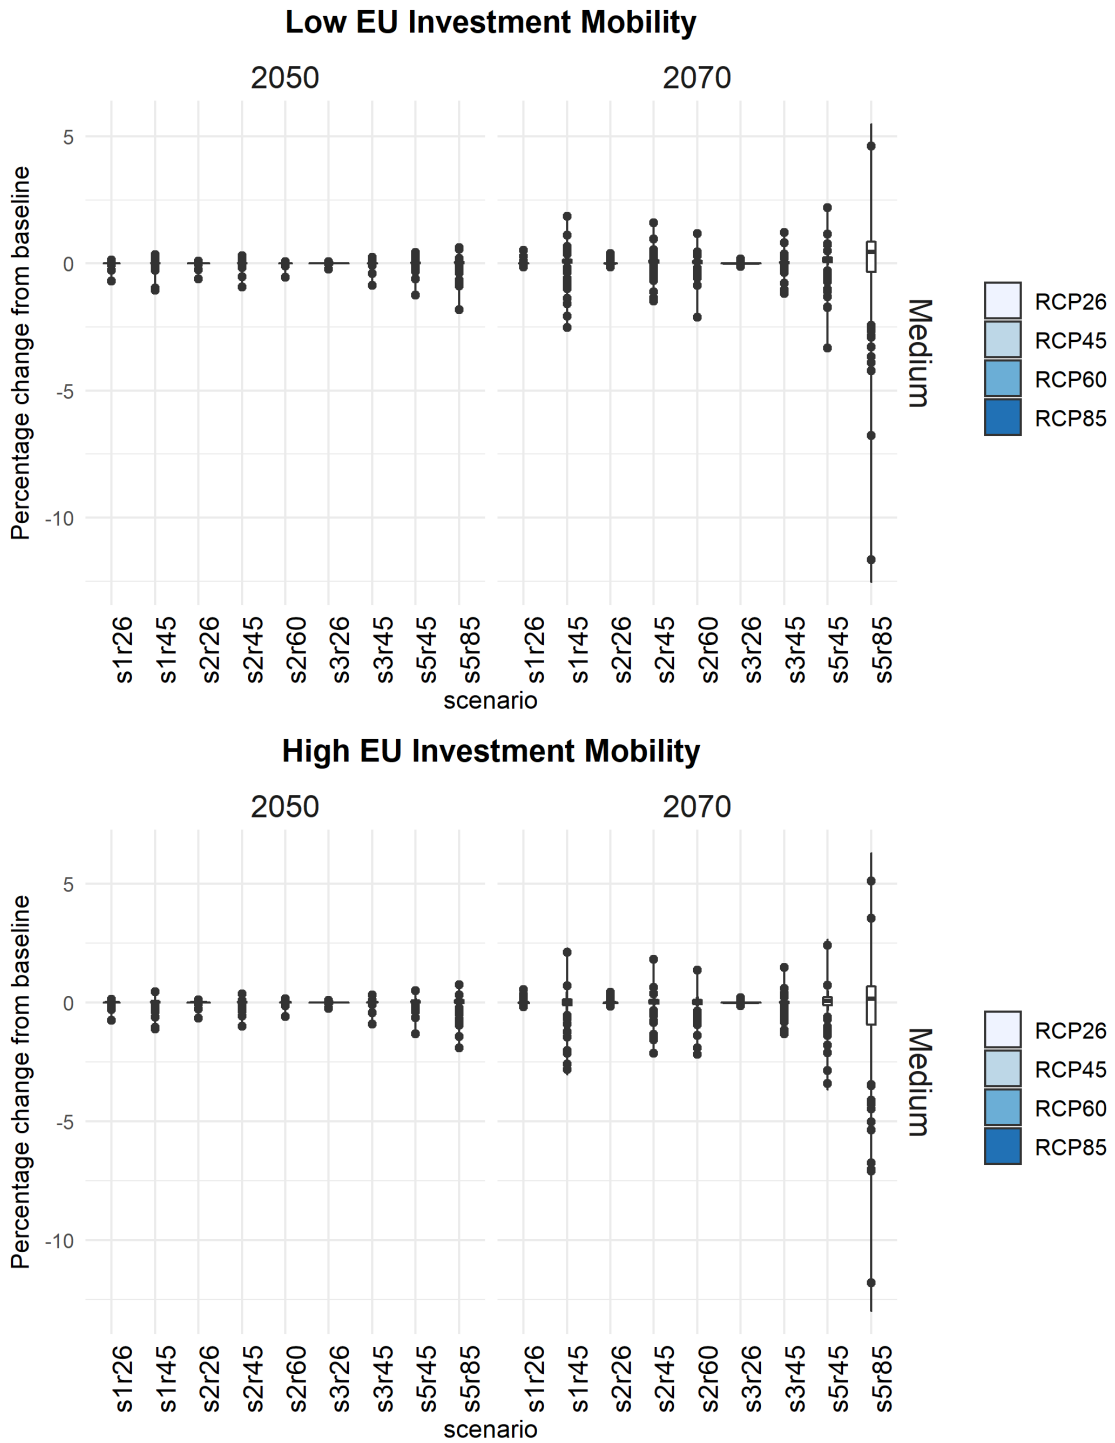 Low EU Investment Mobility
2050
2070
Percentage change from baseline
5
0
-5
-10
Medium
RCP26
RCP45
RCP60
RCP85
s1r26
s1r45
s2r26
s2r45
s2r60
s3r26
s3r45
s5r45
s5r85
s1r26
s1r45
s2r26
s2r45
s2r60
s3r26
s3r45
s5r45
s5r85
scenario
High EU Investment Mobility
2050
2070
Percentage change from baseline
5
0
-5
-10
Medium
RCP26
RCP45
RCP60
RCP85
s1r26
s1r45
s2r26
s2r45
s2r60
s3r26
s3r45
s5r45
s5r85
s1r26
s1r45
s2r26
s2r45
s2r60
s3r26
s3r45
s5r45
s5r85
scenario